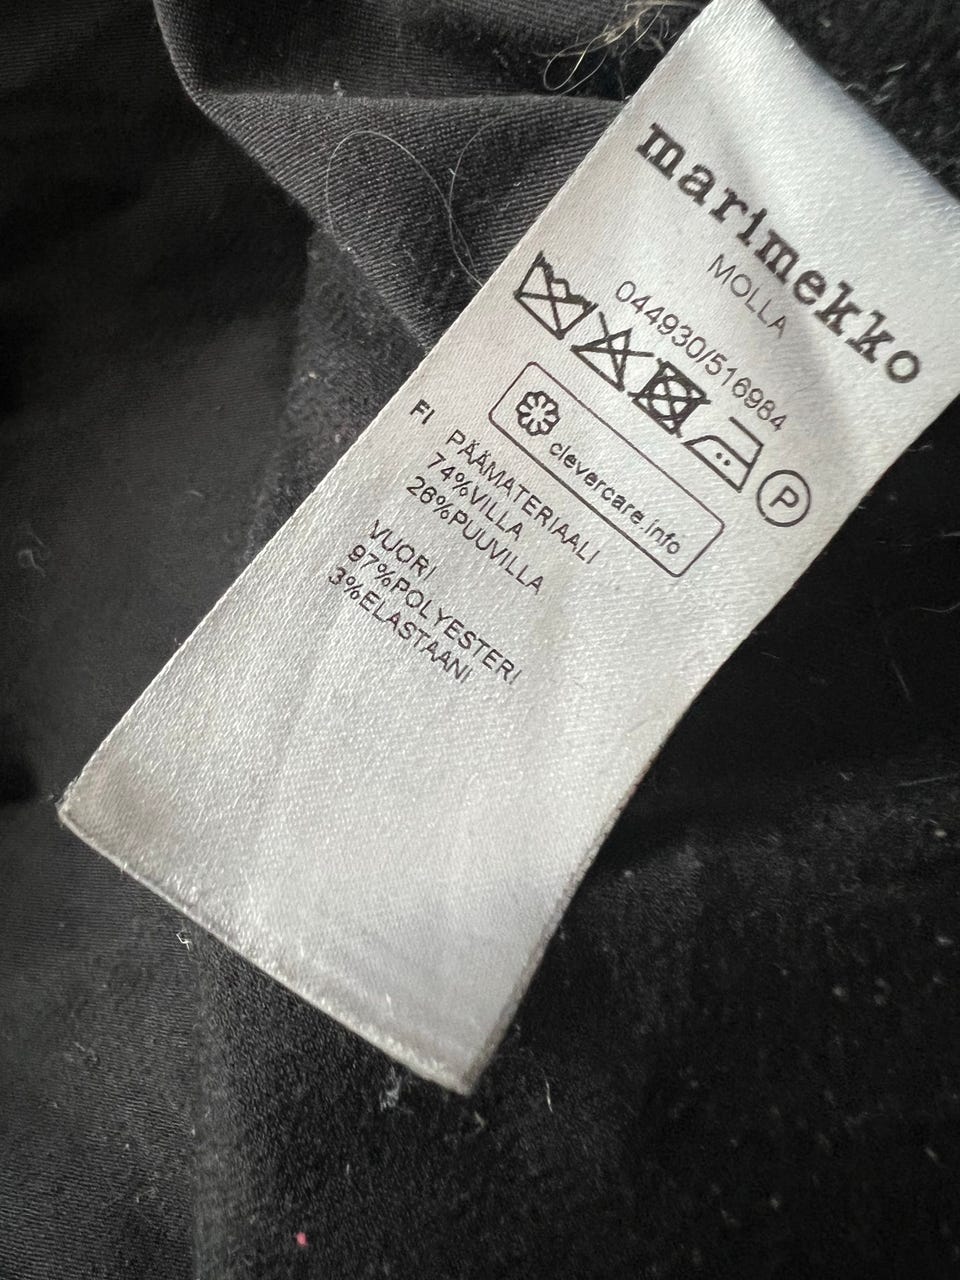 marimekko
MOLLA
044930/516984
P
clevercare.info
FI PÄÄMATERIAALI
74%VILLA
26%PUUVILLA
VUORI
97%POLYESTERI
3%ELASTAANI